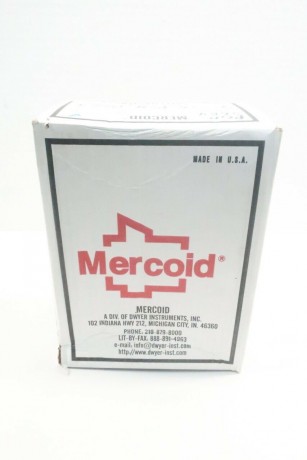 MERCOID
MADE IN U.S.A.
Mercoid®
MERCOID
A DIV. OF DWYER INSTRUMENTS, INC.
102 INDIANA HWY 212, MICHIGAN CITY, IN. 46360
PHONE: 219-879-8000
LIT-BY-FAX: 888-891-4963
e-mail: info@dwyer-inst.com
http://www.dwyer-inst.com